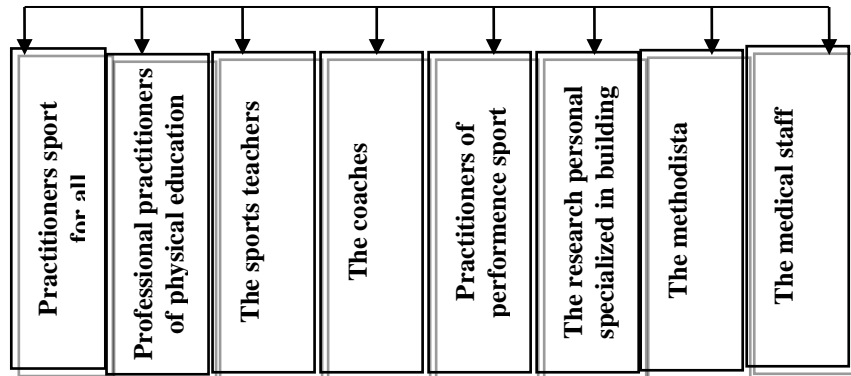 Practitioners sport
for all
Professional practitioners
of physical education
The sports teachers
The coaches
Practitioners of
performence sport
The research personal
specialized in building
The methodista
The medical staff